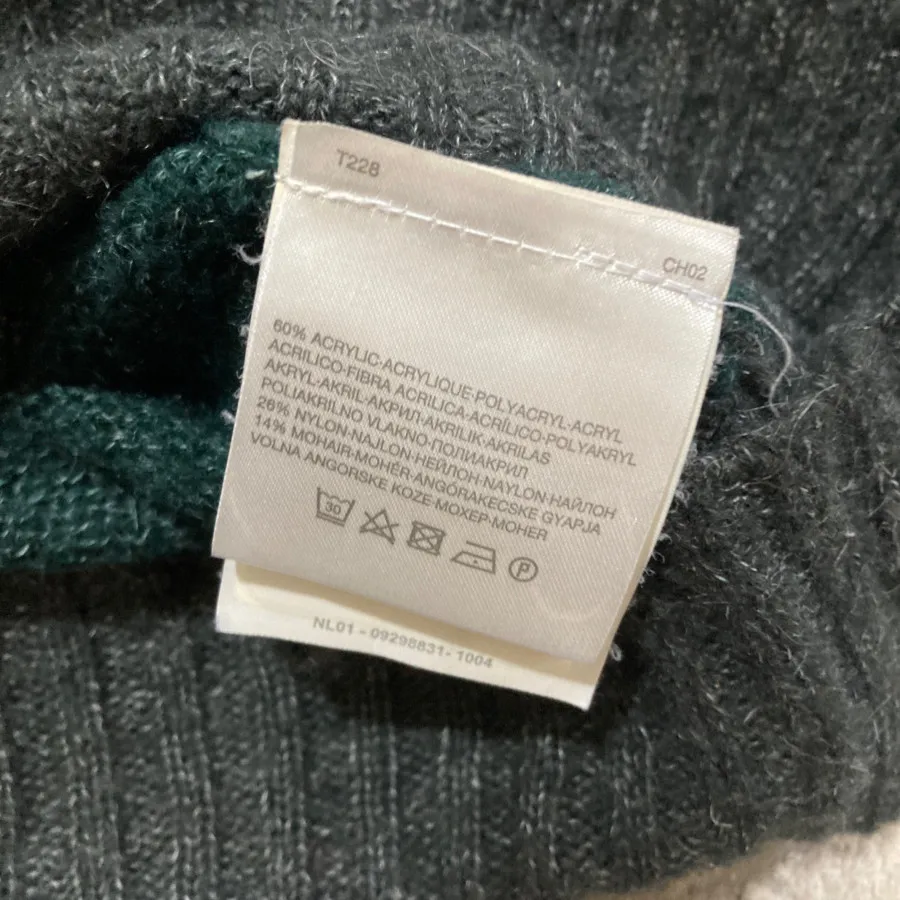 T228
CH02
60% ACRYLIC-ACRYLIQUE-POLYACRYL-ACRYL
ACRILICO-FIBRA ACRILICA-ACRÍLICO-POLYAKRYL
AKRYL-AKRIL-АКРИЛ-AKRILIK-AKRILAS
POLIAKRILNO VLAKNO-ПОЛИАКРИЛ
26% NYLON-NAJLON-НЕЙЛОН-NAYLON-НАЙЛОН
14% MOHAIR-MOHÉR-ANGÓRAKECSKE GYAPJA
VOLNA ANGORSKE KOZE-МОХЕР-MOHER
30
P
NL01 - 09298831- 1004